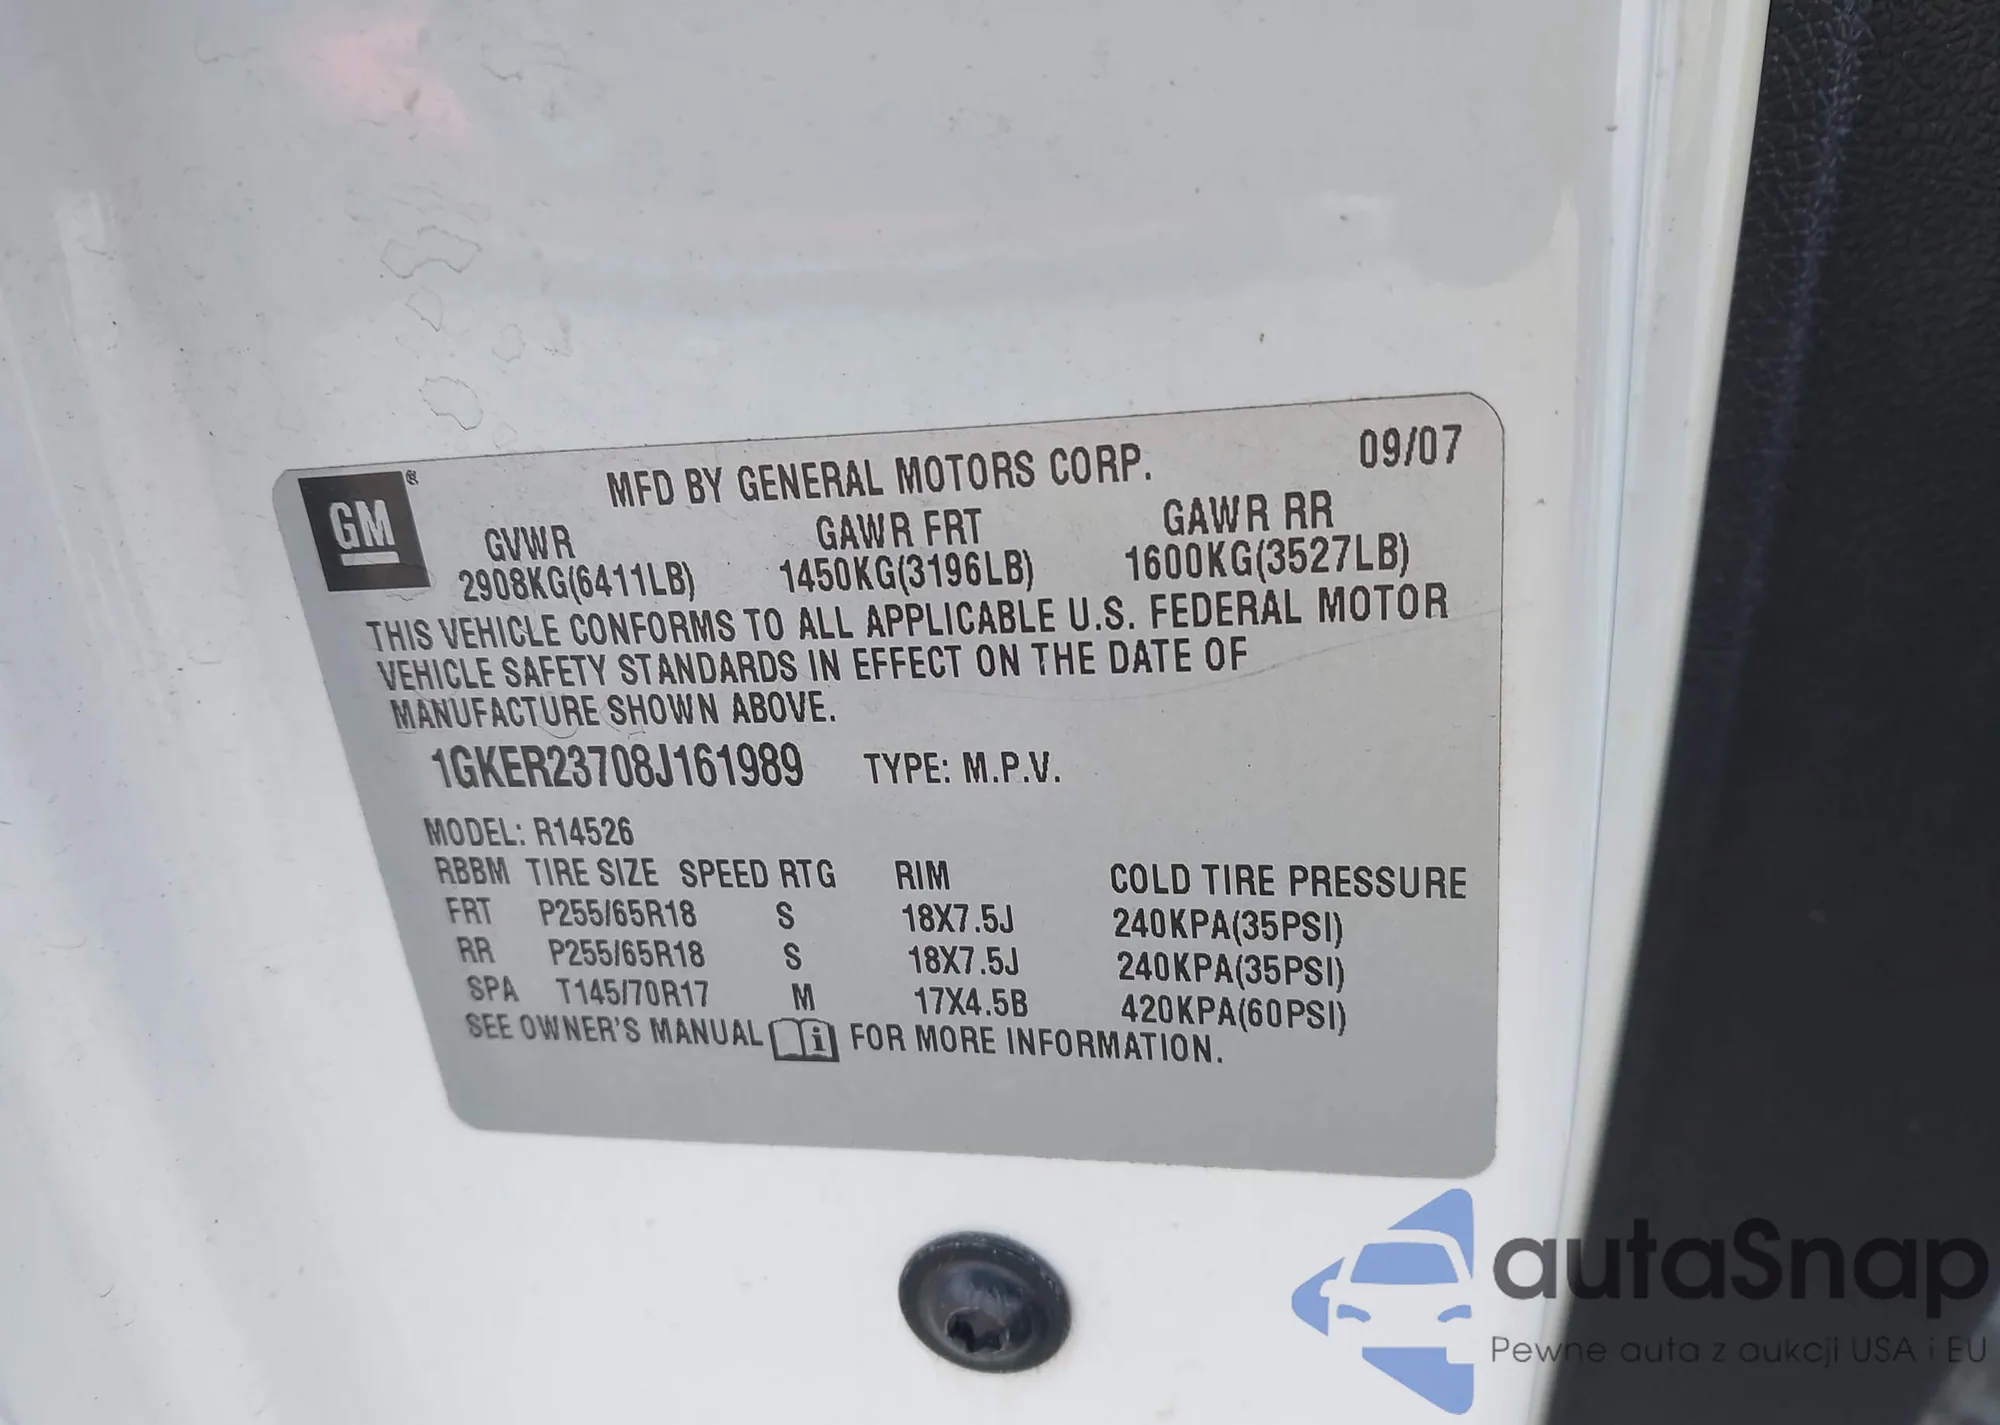 GM®
MFD BY GENERAL MOTORS CORP. 09/07
GVWR GAWR FRT GAWR RR
2908KG(6411LB) 1450KG(3196LB) 1600KG(3527LB)
THIS VEHICLE CONFORMS TO ALL APPLICABLE U.S. FEDERAL MOTOR
VEHICLE SAFETY STANDARDS IN EFFECT ON THE DATE OF
MANUFACTURE SHOWN ABOVE.
1GKER23708J161989 TYPE: M.P.V.
MODEL: R14526
RBBM TIRE SIZE SPEED RTG RIM COLD TIRE PRESSURE
FRT P255/65R18 S 18X7.5J 240KPA(35PSI)
RR P255/65R18 S 18X7.5J 240KPA(35PSI)
SPA T145/70R17 M 17X4.5B 420KPA(60PSI)
SEE OWNER'S MANUAL i FOR MORE INFORMATION.
autaSnap
Pewne auta z aukcji USA i EU